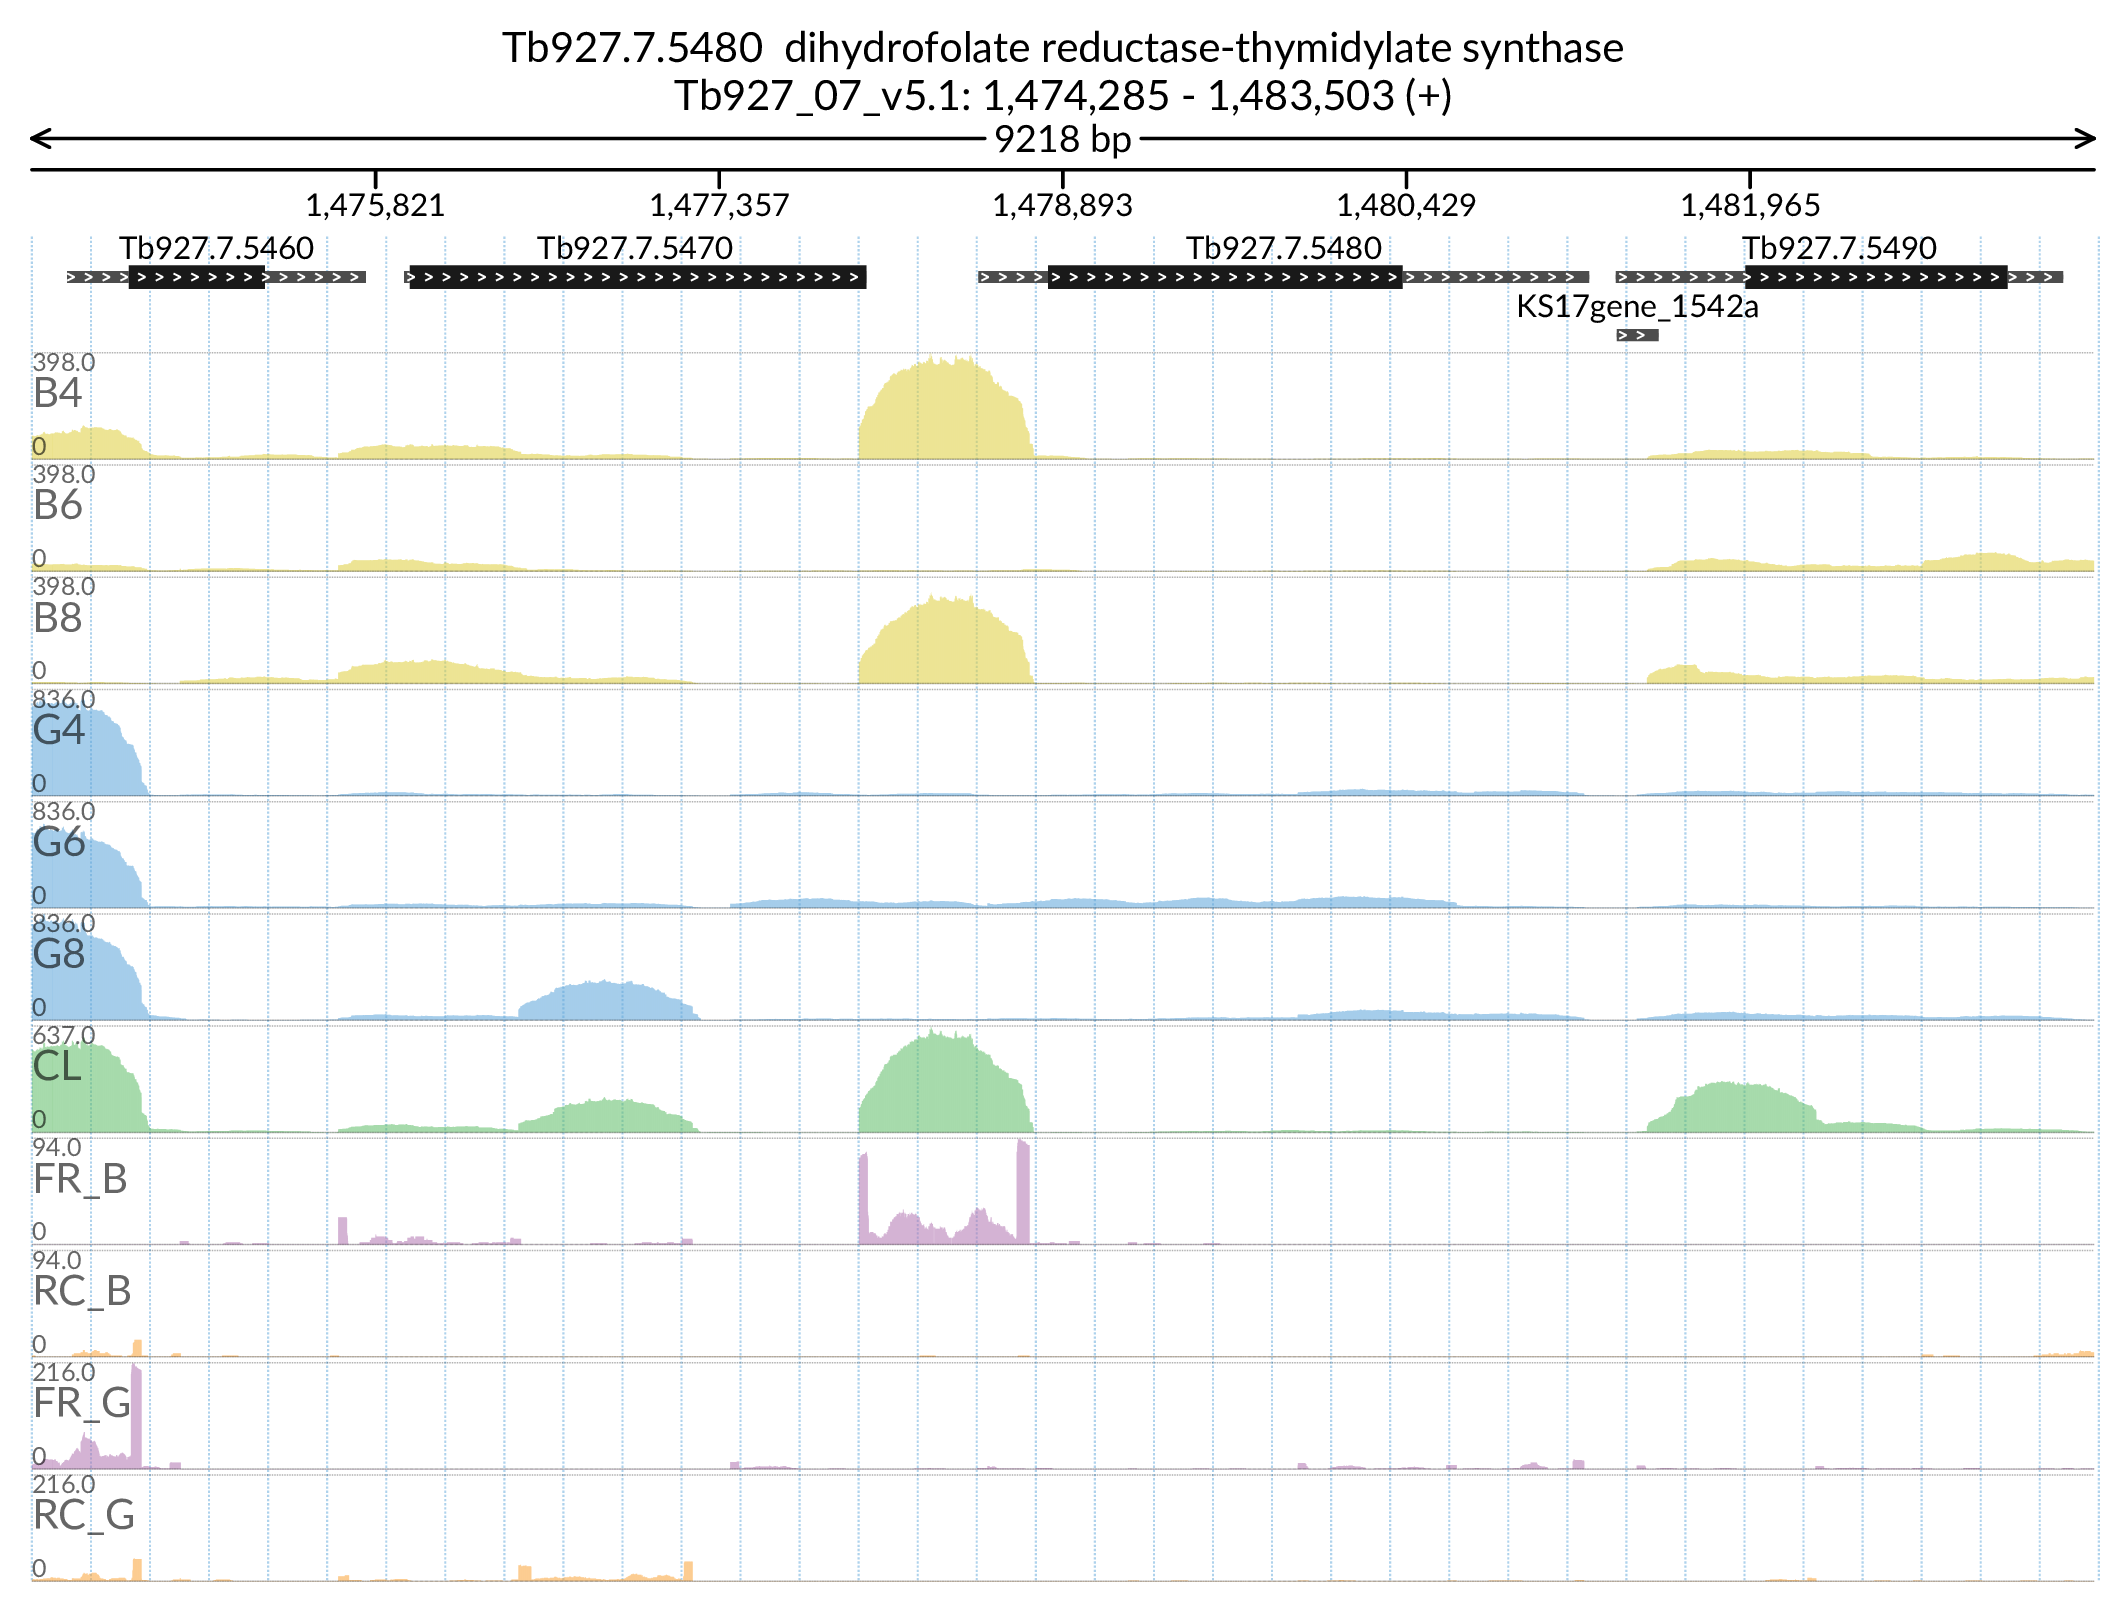 Tb927.7.5480 dihydrofolate reductase-thymidylate synthase
Tb927_07_v5.1: 1,474,285 - 1,483,503 (+)
9218 bp
1,475,821 1,477,357 1,478,893 1,480,429 1,481,965
Tb927.7.5460 Tb927.7.5470 Tb927.7.5480 Tb927.7.5490
KS17gene_1542a
398.0
B4
0
398.0
B6
0
398.0
B8
0
836.0
G4
0
836.0
G6
0
836.0
G8
0
637.0
CL
0
94.0
FR_B
0
94.0
RC_B
0
216.0
FR_G
0
216.0
RC_G
0